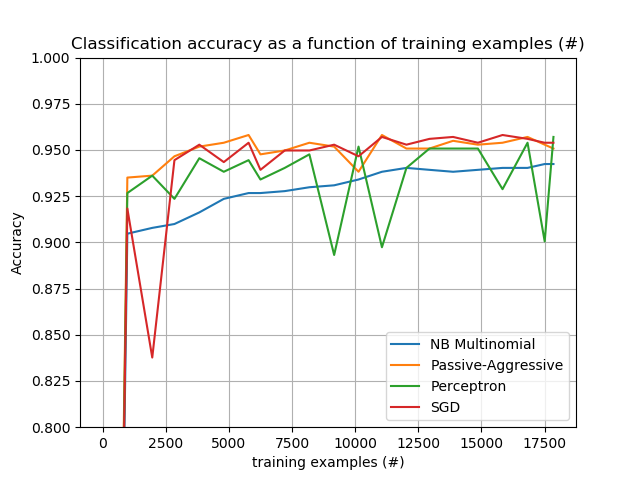 Classification accuracy as a function of training examples (#)
1.000
0.975
0.950
0.925
0.900
0.875
0.850
0.825
0.800
Accuracy
0
2500
5000
7500
10000
12500
15000
17500
training examples (#)
NB Multinomial
Passive-Aggressive
Perceptron
SGD